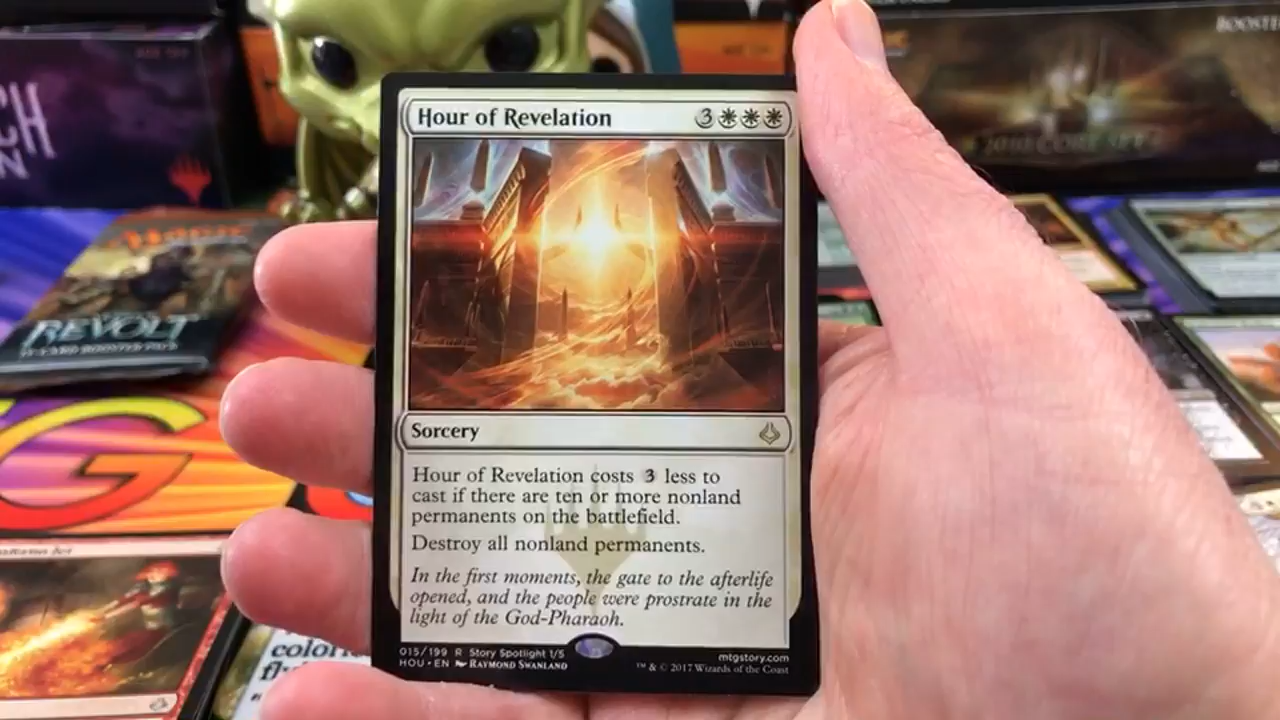 Hour of Revelation 3
Sorcery
Hour of Revelation costs 3 less to
cast if there are ten or more nonland
permanents on the battlefield.
Destroy all nonland permanents.
In the first moments, the gate to the afterlife
opened, and the people were prostrate in the
light of the God-Pharaoh.
015/199 R Story Spotlight 1/5
HOU • EN Raymond Swanland
mtgstory.com
™ & © 2017 Wizards of the Coast
REVOLT
G